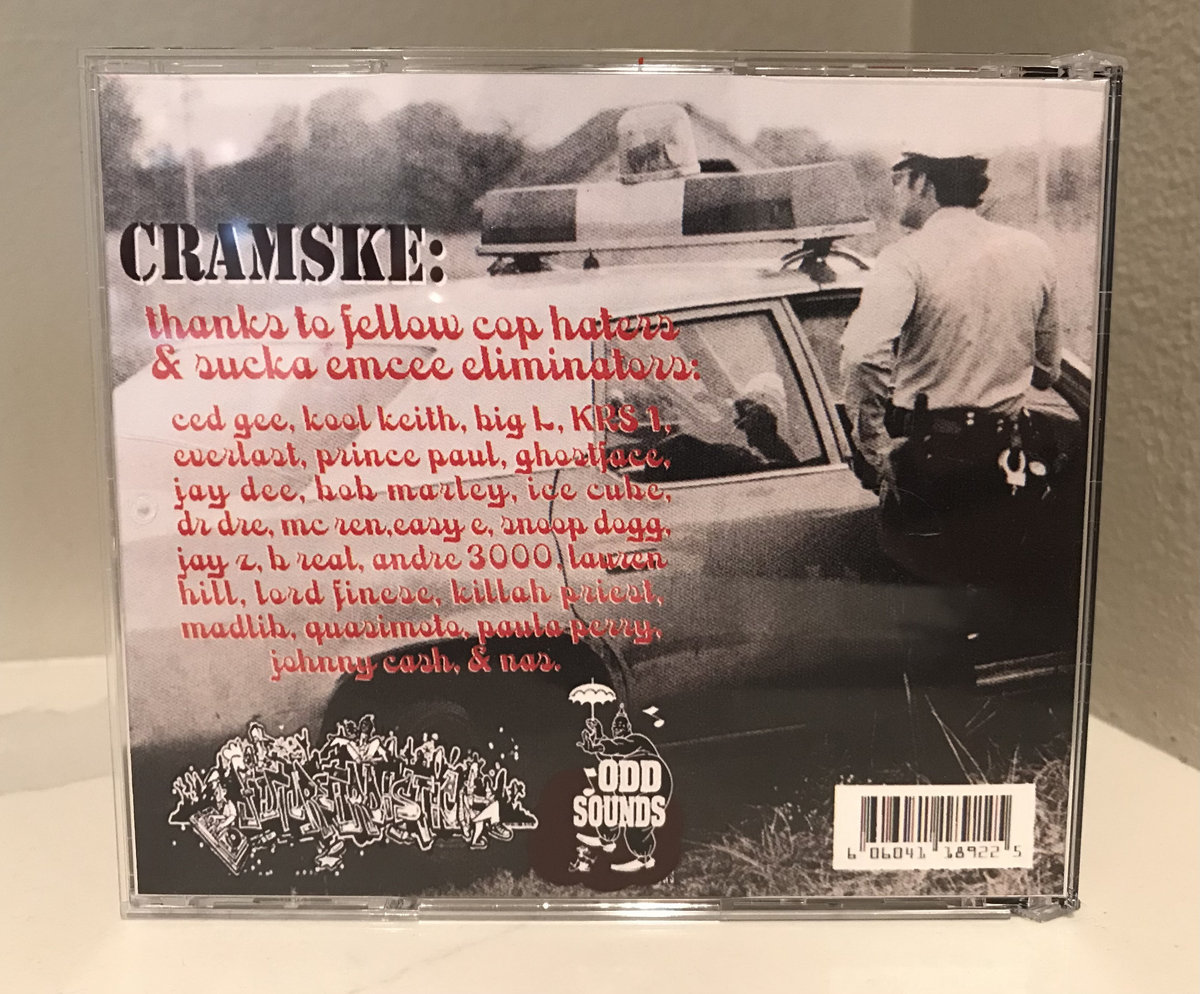 CRAMSKE:
thanks to fellow cop haters
& sucka emcee eliminators:
ced gee, kool keith, big L, KRS 1,
everlast, prince paul, ghostface,
jay dee, bob marley, ice cube,
dr dre, mc ren,easy e, snoop dogg,
jay z, b real, andre 3000, lauren
hill, lord finese, killah priest,
madlib, quasimoto, paula perry,
johnny cash, & nas.
ODD
SOUNDS
6 06041 18922 5